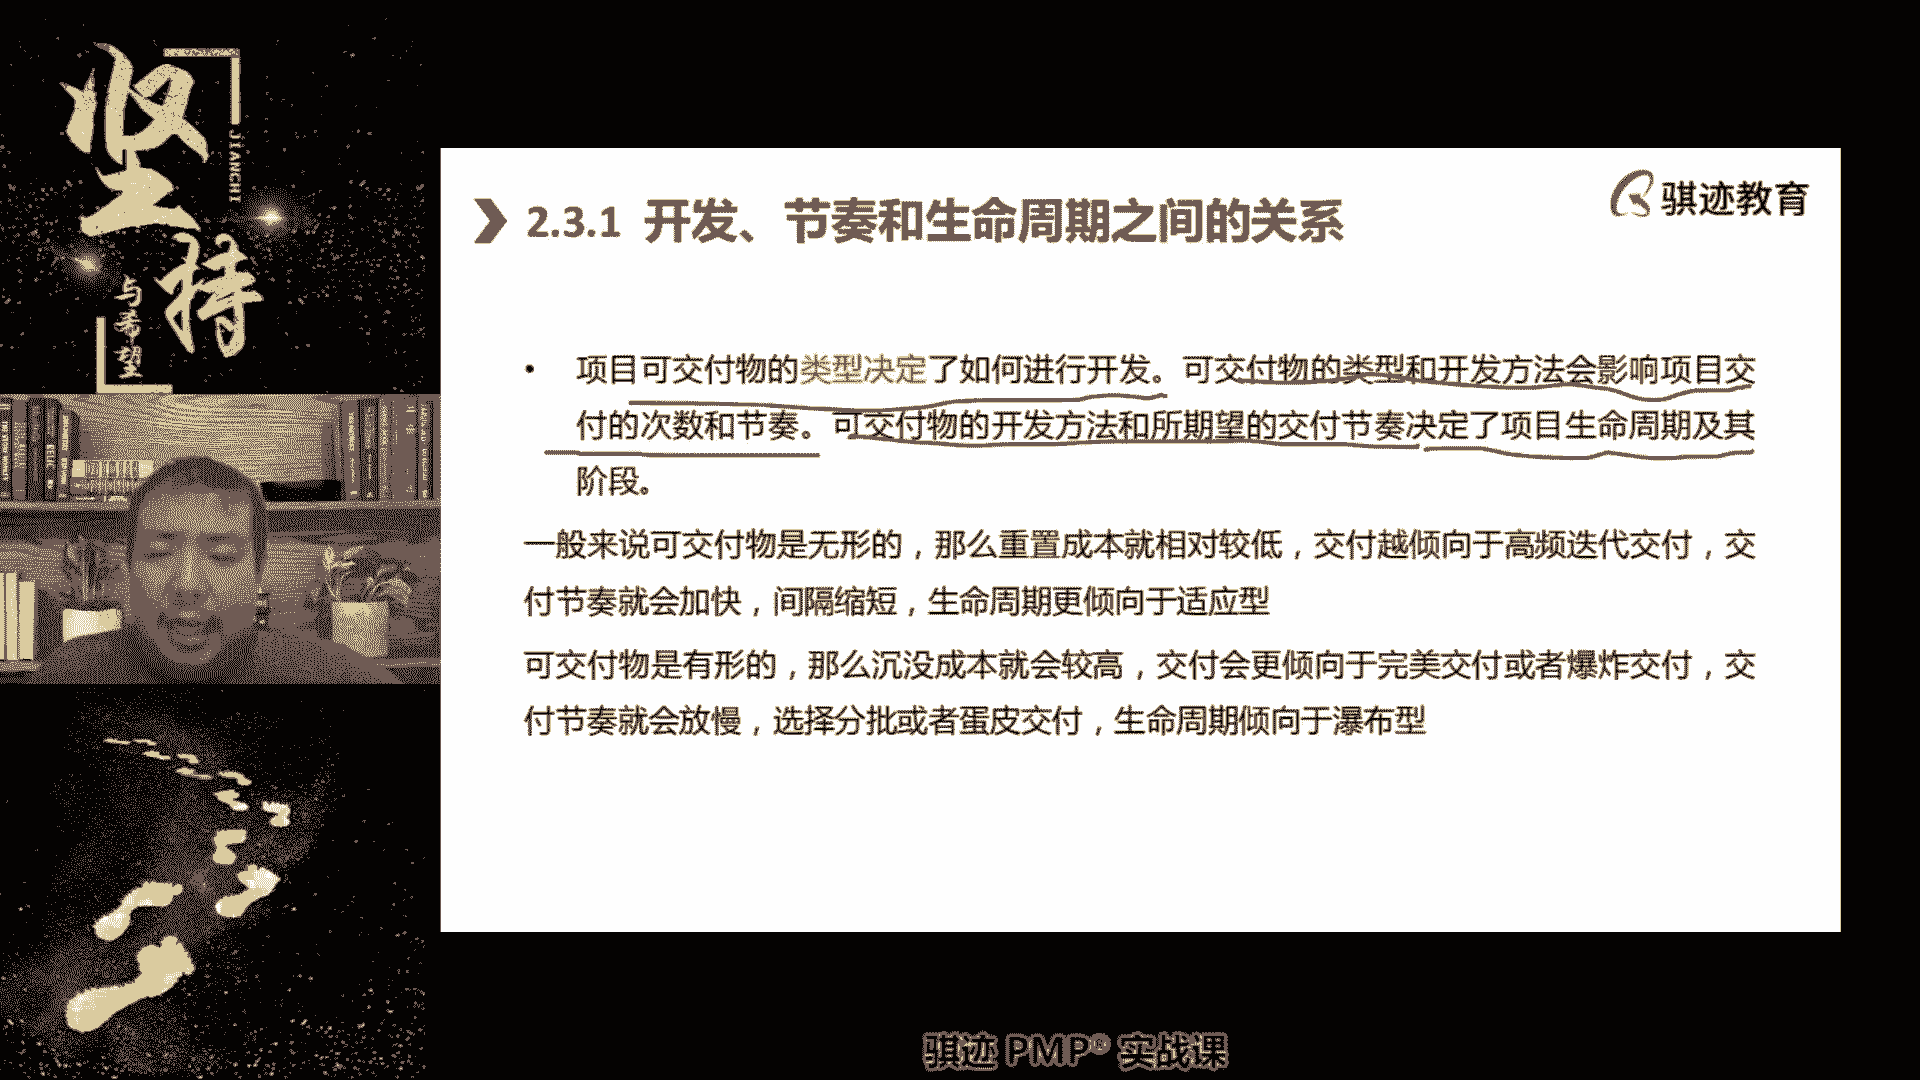 坚持
JIANCHI
与希望
骐迹教育
2.3.1 开发、节奏和生命周期之间的关系
• 项目可交付物的类型决定了如何进行开发。可交付物的类型和开发方法会影响项目交
付的次数和节奏。可交付物的开发方法和所期望的交付节奏决定了项目生命周期及其
阶段。
一般来说可交付物是无形的，那么重置成本就相对较低，交付越倾向于高频迭代交付，交
付节奏就会加快，间隔缩短，生命周期更倾向于适应型
可交付物是有形的，那么沉没成本就会较高，交付会更倾向于完美交付或者爆炸交付，交
付节奏就会放慢，选择分批或者蛋皮交付，生命周期倾向于瀑布型
骐迹 PMP® 实战课